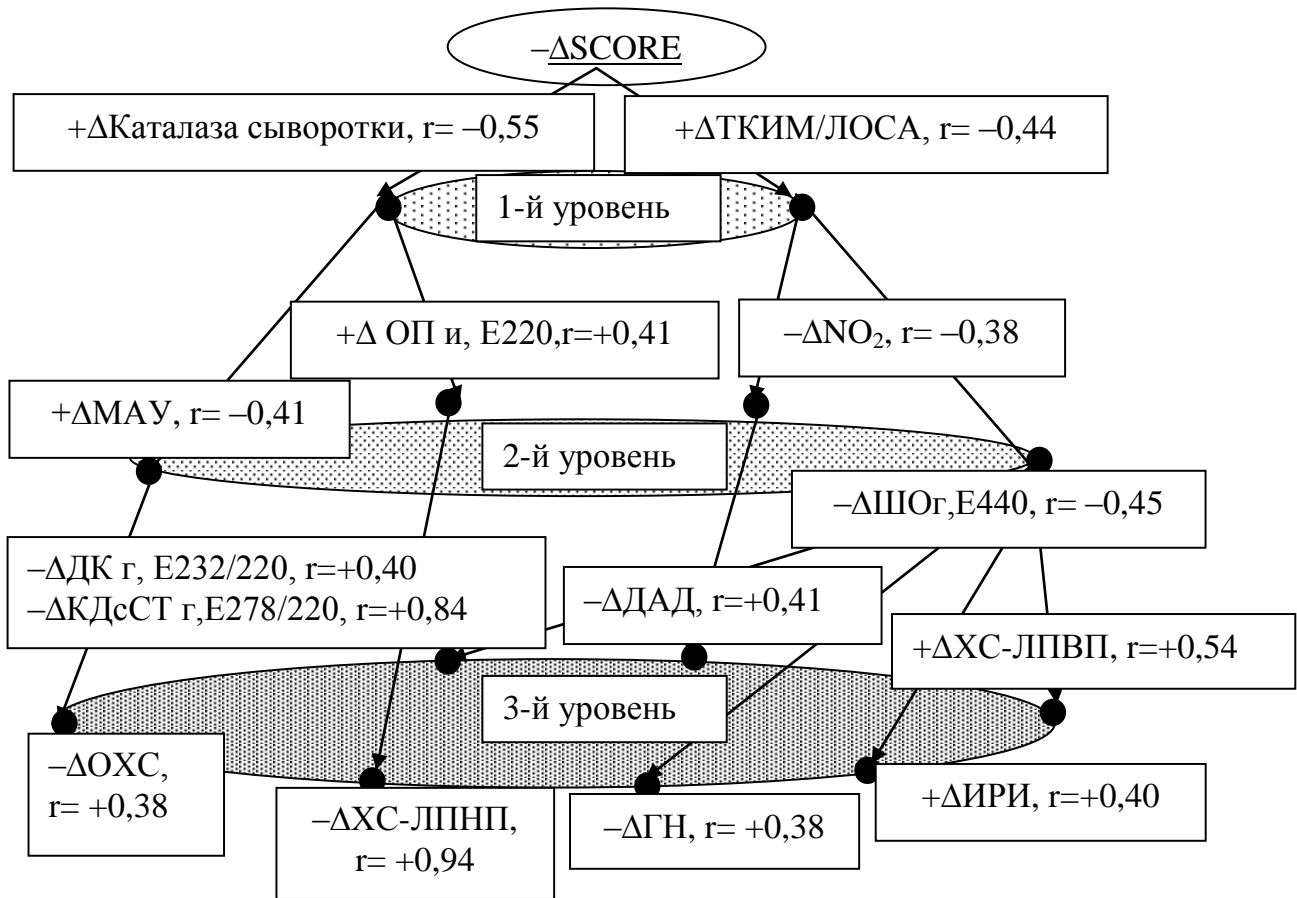 –ΔSCORE
+ΔКаталаза сыворотки, r= –0,55
+ΔТКИМ/ЛОСА, r= –0,44
1-й уровень
+Δ ОП и, Е220,r=+0,41
–ΔNO₂, r= –0,38
+ΔМАУ, r= –0,41
2-й уровень
–ΔШОг,Е440, r= –0,45
–ΔДК г, Е232/220, r=+0,40
–ΔКДсСТ г,Е278/220, r=+0,84
–ΔДАД, r=+0,41
+ΔХС-ЛПВП, r=+0,54
3-й уровень
–ΔОХС,
r= +0,38
–ΔХС-ЛПНП,
r= +0,94
–ΔГН, r= +0,38
+ΔИРИ, r=+0,40